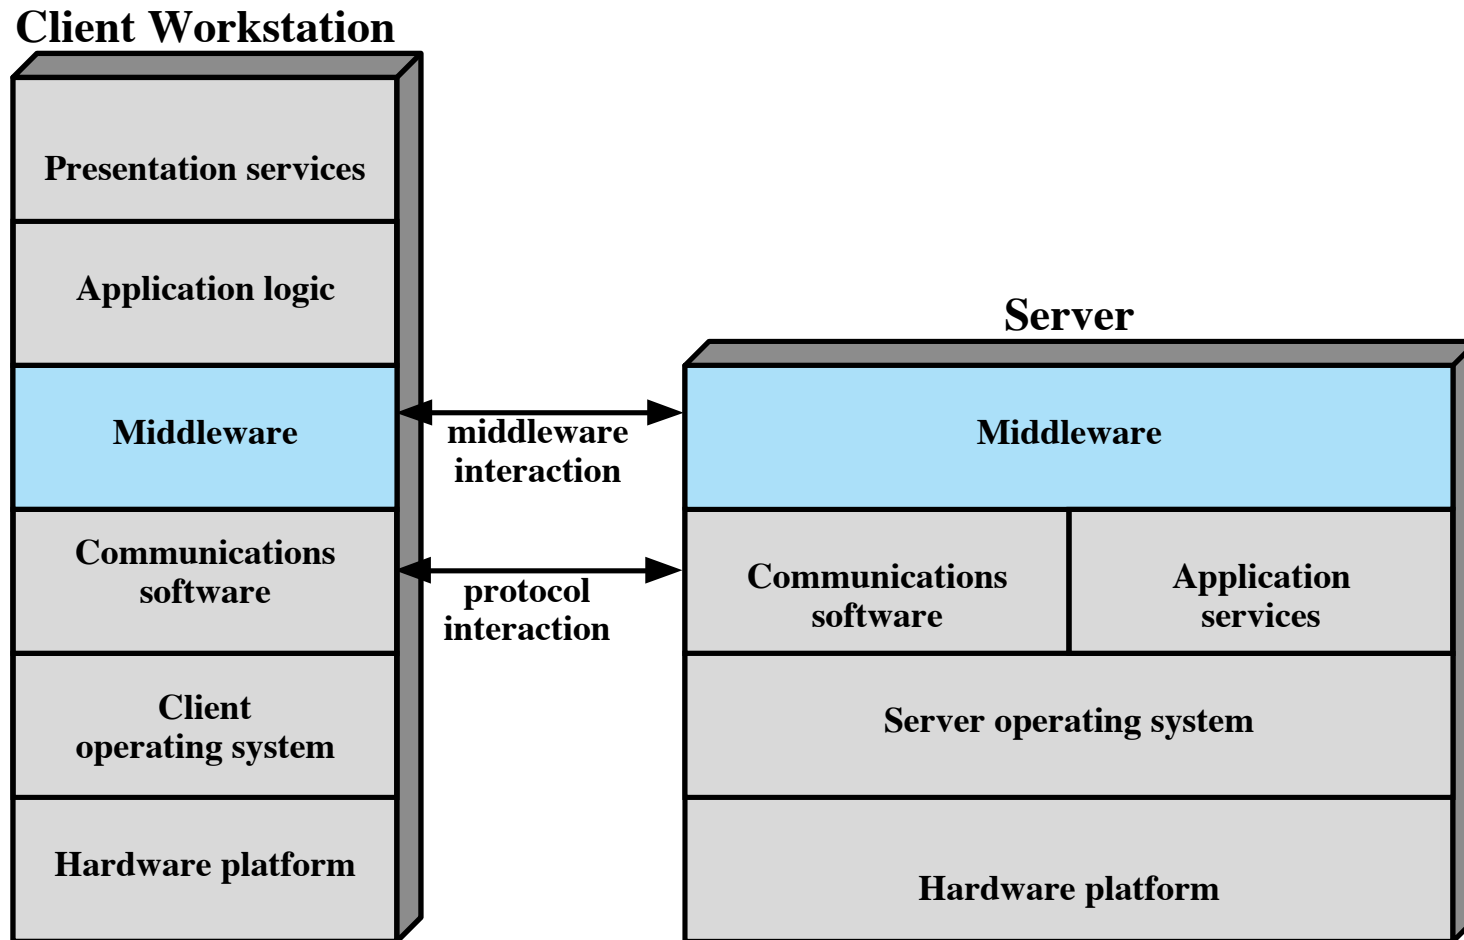 Client Workstation
Presentation services
Application logic
Middleware
Communications
software
Client
operating system
Hardware platform
middleware
interaction
protocol
interaction
Server
Middleware
Communications
software
Application
services
Server operating system
Hardware platform